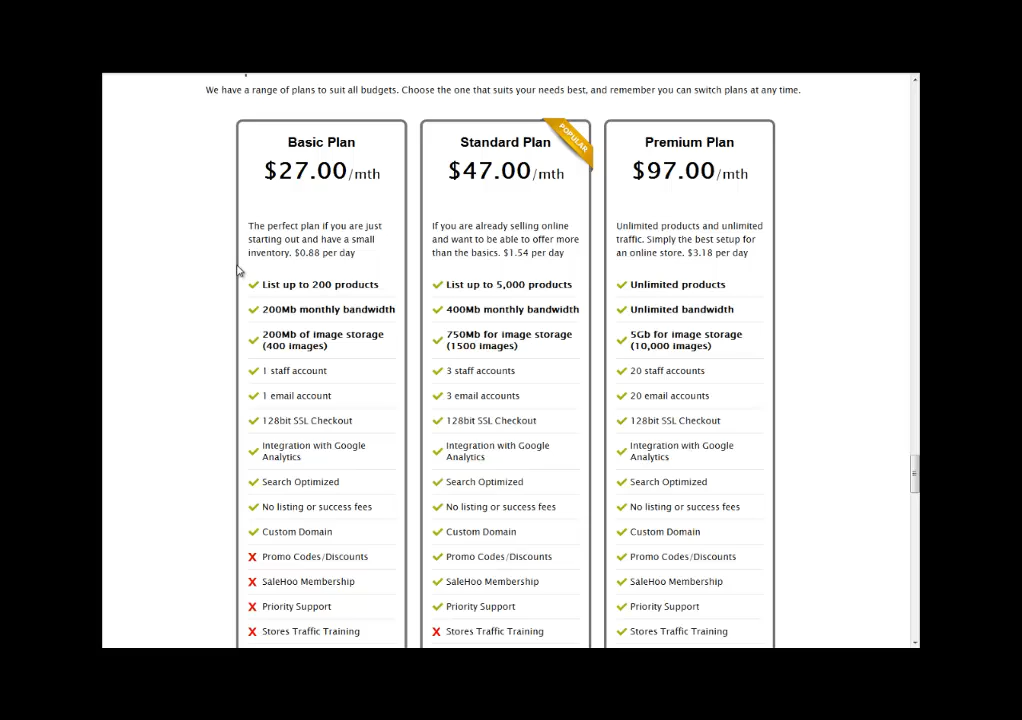 We have a range of plans to suit all budgets. Choose the one that suits your needs best, and remember you can switch plans at any time.
Basic Plan
$27.00/mth
The perfect plan if you are just
starting out and have a small
inventory. $0.88 per day
List up to 200 products
200Mb monthly bandwidth
200Mb of image storage
(400 images)
1 staff account
1 email account
128bit SSL Checkout
Integration with Google
Analytics
Search Optimized
No listing or success fees
Custom Domain
X Promo Codes/Discounts
X SaleHoo Membership
X Priority Support
X Stores Traffic Training
POPULAR
Standard Plan
$47.00/mth
If you are already selling online
and want to be able to offer more
than the basics. $1.54 per day
List up to 5,000 products
400Mb monthly bandwidth
750Mb for image storage
(1500 images)
3 staff accounts
3 email accounts
128bit SSL Checkout
Integration with Google
Analytics
Search Optimized
No listing or success fees
Custom Domain
Promo Codes/Discounts
SaleHoo Membership
Priority Support
X Stores Traffic Training
Premium Plan
$97.00/mth
Unlimited products and unlimited
traffic. Simply the best setup for
an online store. $3.18 per day
Unlimited products
Unlimited bandwidth
5Gb for image storage
(10,000 images)
20 staff accounts
20 email accounts
128bit SSL Checkout
Integration with Google
Analytics
Search Optimized
No listing or success fees
Custom Domain
Promo Codes/Discounts
SaleHoo Membership
Priority Support
Stores Traffic Training